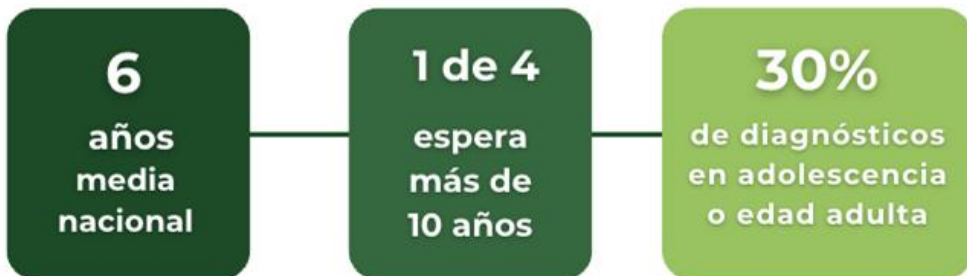 6
años
media
nacional
1 de 4
espera
más de
10 años
30%
de diagnósticos
en adolescencia
o edad adulta